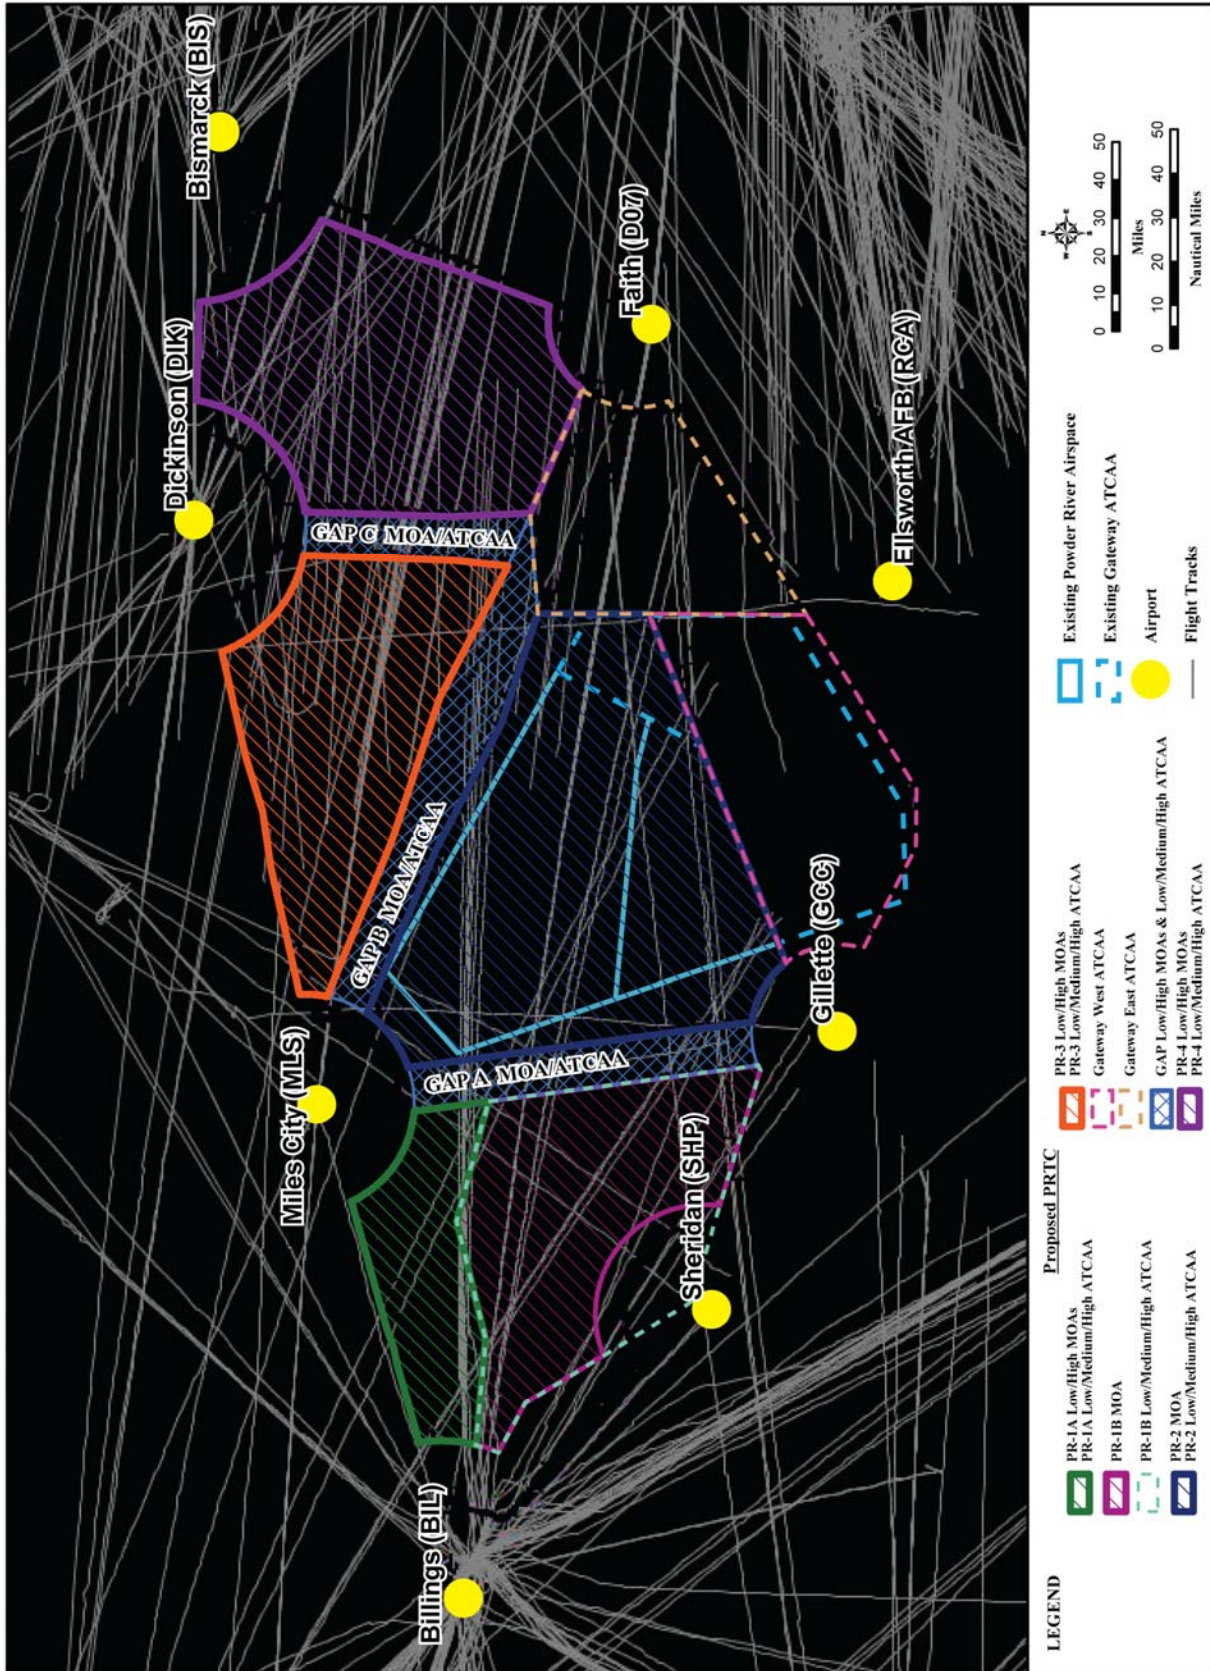 Bismarck (BIS)
Dickinson (DIK)
Miles City (MLS)
Billings (BIL)
Faith (D07)
Ellsworth AFB (RCA)
Gillette (GCC)
Sheridan (SHP)
GAP A MOA/ATCAA
GAP B MOA/ATCAA
GAP C MOA/ATCAA
LEGEND
Proposed PRTC
PR-1A Low/High MOAs
PR-1A Low/Medium/High ATCAA
PR-1B MOA
PR-1B Low/Medium/High ATCAA
PR-2 MOA
PR-2 Low/Medium/High ATCAA
PR-3 Low/High MOAs
PR-3 Low/Medium/High ATCAA
Gateway West ATCAA
Gateway East ATCAA
GAP Low/High MOAs & Low/Medium/High ATCAA
PR-4 Low/High MOAs
PR-4 Low/Medium/High ATCAA
Existing Powder River Airspace
Existing Gateway ATCAA
Airport
Flight Tracks
N
W
E
S
0 10 20 30 40 50
Miles
0 10 20 30 40 50
Nautical Miles